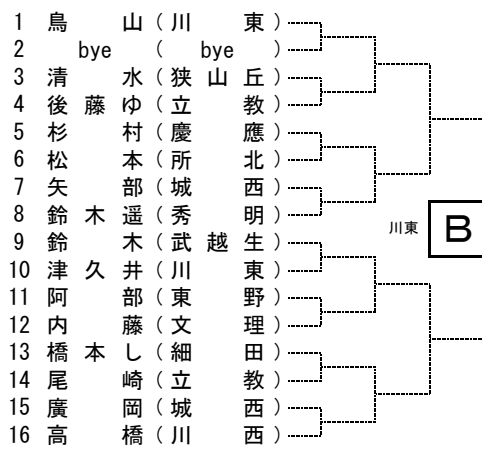 1 鳥山（川東）
2 bye（bye）
3 清水（狭山丘）
4 後藤ゆ（立教）
5 杉村（慶應）
6 松本（所北）
7 矢部（城西）
8 鈴木遥（秀明）
川東 B
9 鈴木（武越生）
10 津久井（川東）
11 阿部（東野）
12 内藤（文理）
13 橋本し（細田）
14 尾崎（立教）
15 廣岡（城西）
16 高橋（川西）